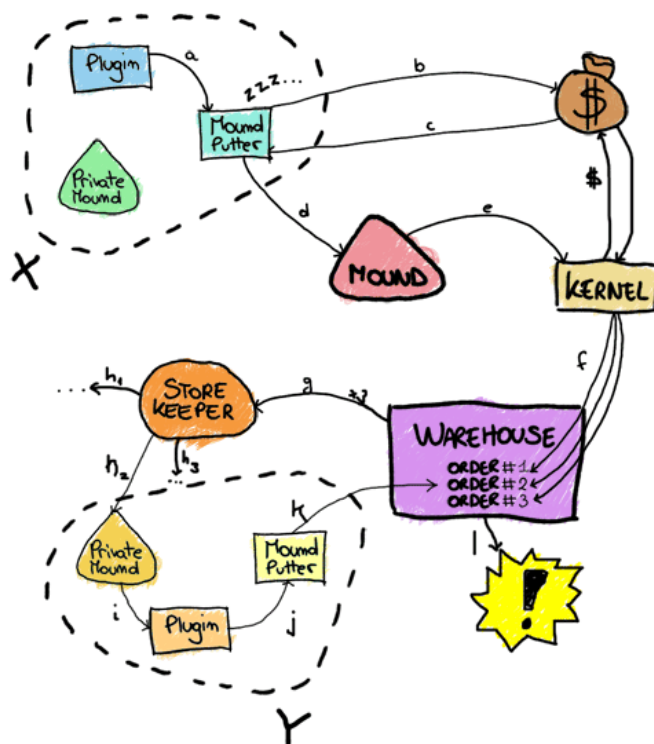 Plugin
a
zzz...
b
$
Mound
Putter
c
Private
Mound
$
d
e
X
MOUND
KERNEL
f
h₁
...
STORE
KEEPER
g
WAREHOUSE
ORDER #1
ORDER #2
ORDER #3
h₂
h₃
...
k
Private
Mound
Mound
Putter
l
!
i
Plugin
j
Y